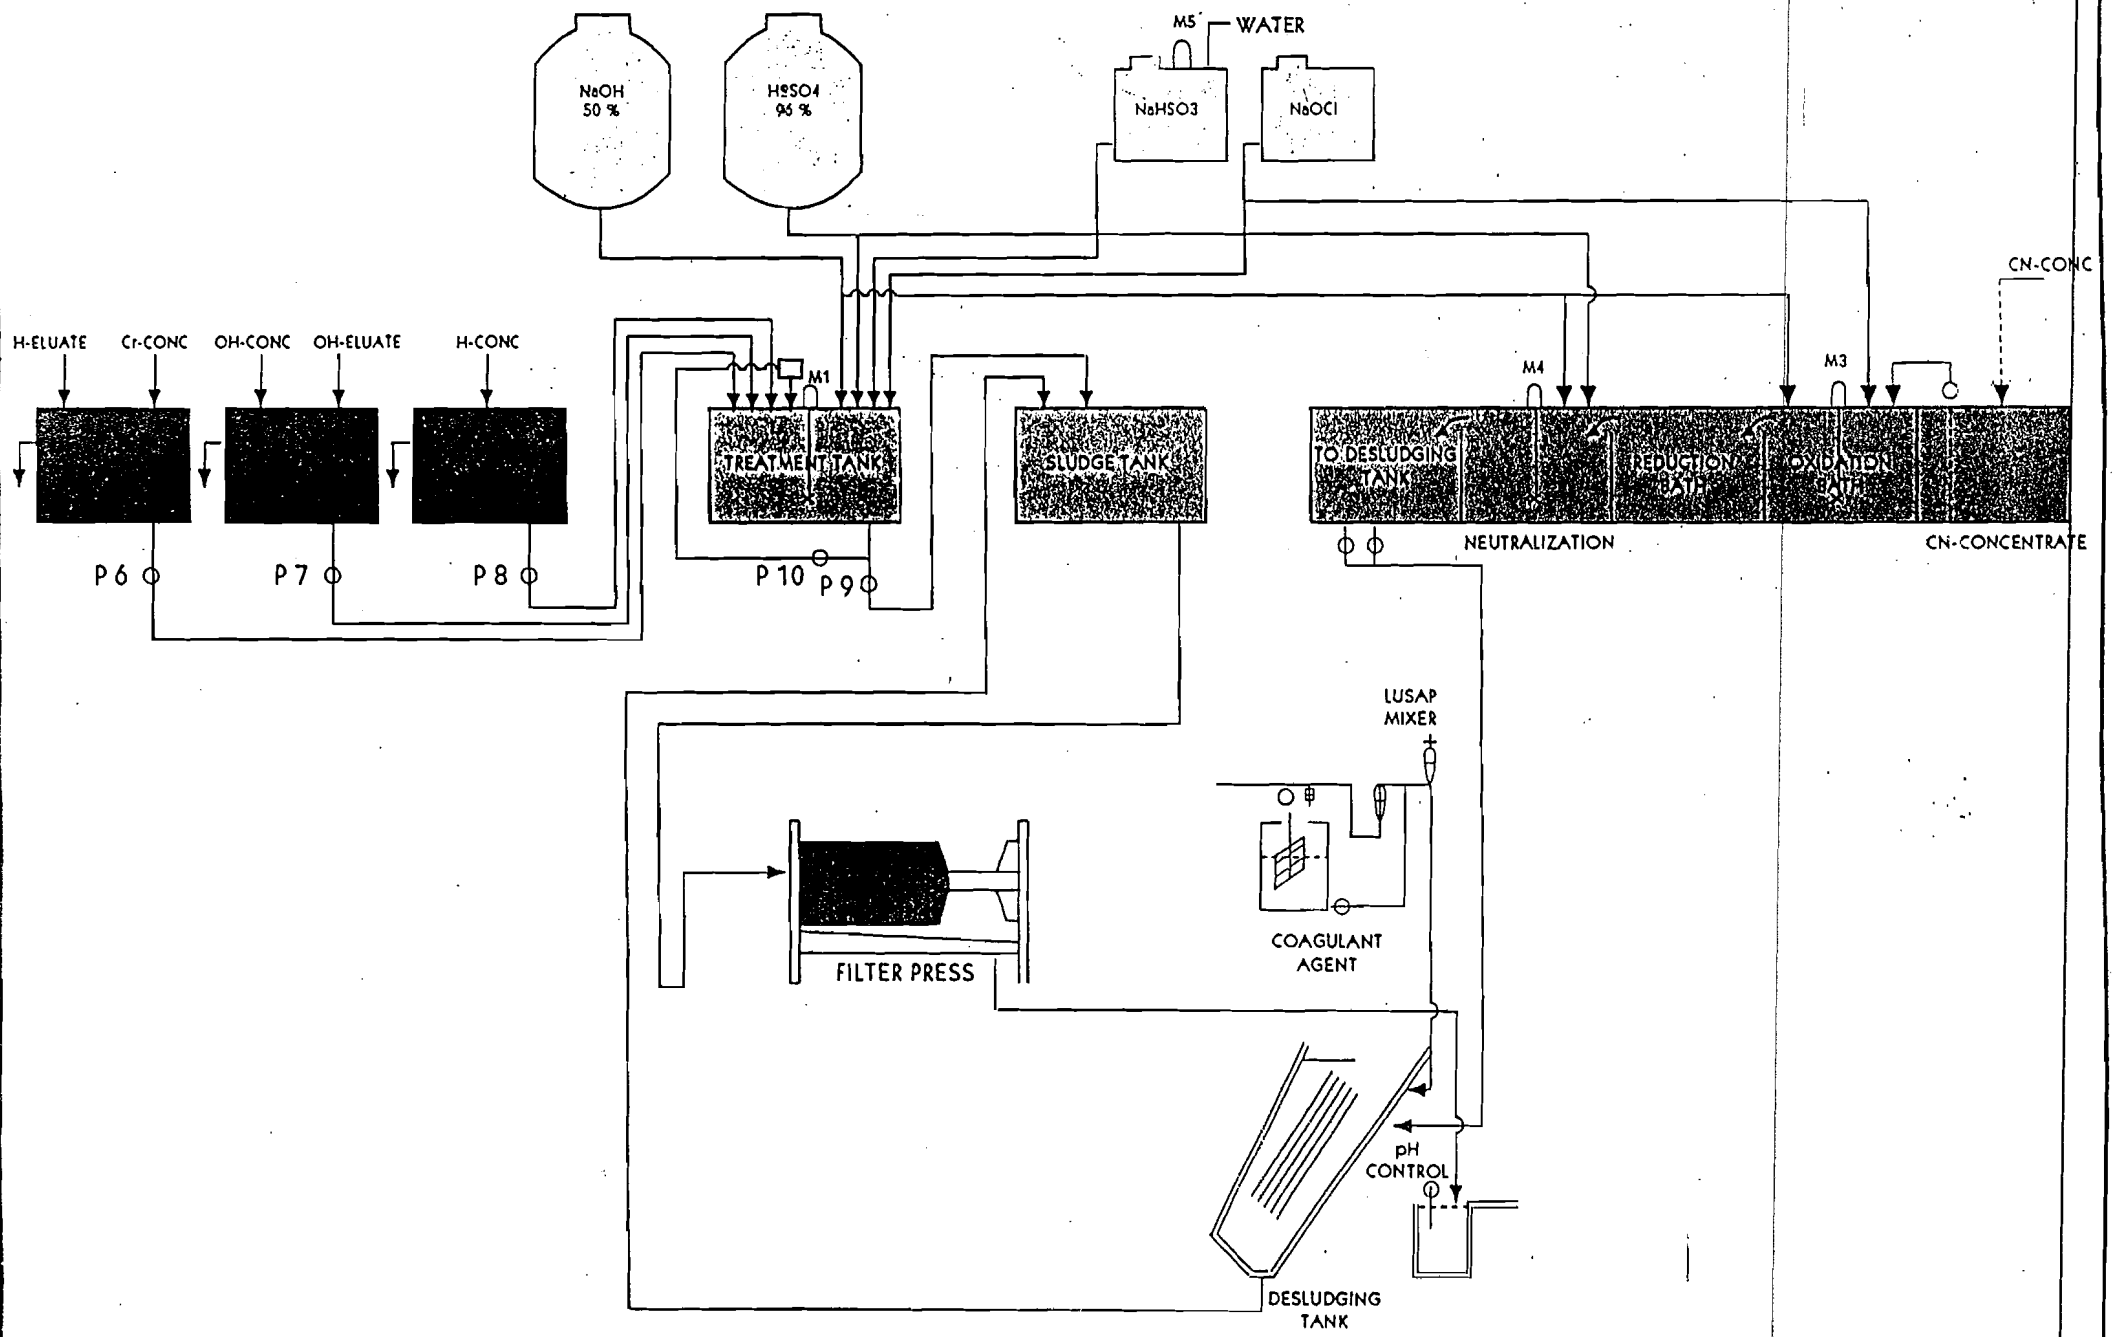 M5
WATER
NaOH
50 %
H2SO4
96 %
NaHSO3
NaOCl
CN-CONC
H-ELUATE
Cr-CONC
OH-CONC
OH-ELUATE
H-CONC
M1
M4
M3
TREATMENT TANK
SLUDGE TANK
TO DESLUDGING
TANK
REDUCTION
BATH
OXIDATION
BATH
NEUTRALIZATION
CN-CONCENTRATE
P 6
P 7
P 8
P 10
P 9
LUSAP
MIXER
COAGULANT
AGENT
FILTER PRESS
pH
CONTROL
DESLUDGING
TANK